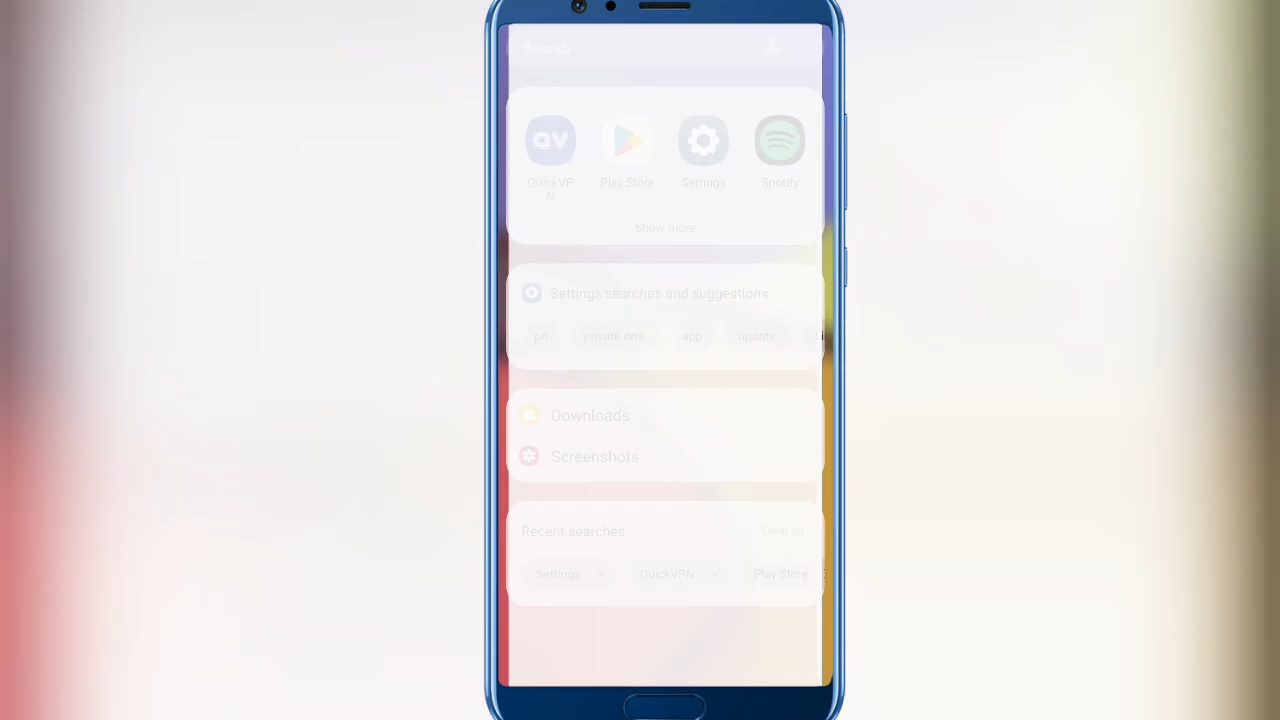 Search
QV
QuickVP
N
Play Store
Settings
Spotify
Show more
Settings searches and suggestions
pri
private dns
app
update
Downloads
Screenshots
Recent searches
Clear all
Settings
QuickVPN
Play Store